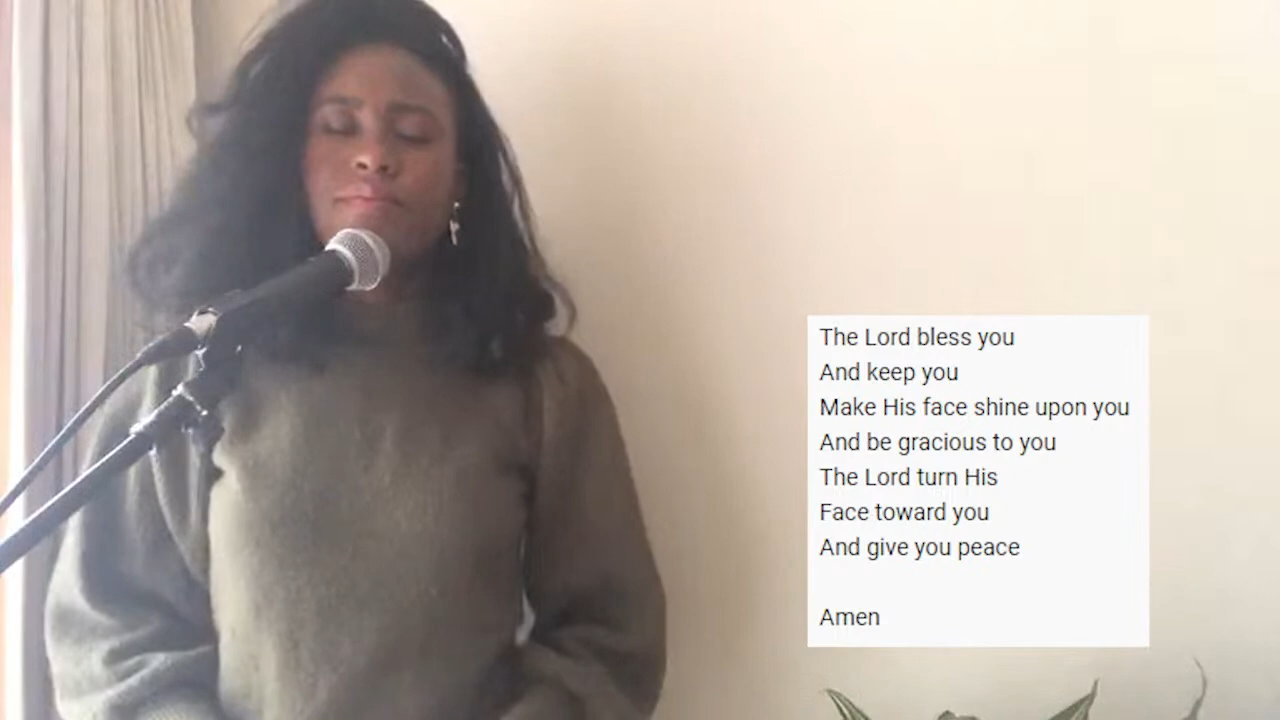 The Lord bless you
And keep you
Make His face shine upon you
And be gracious to you
The Lord turn His
Face toward you
And give you peace
Amen